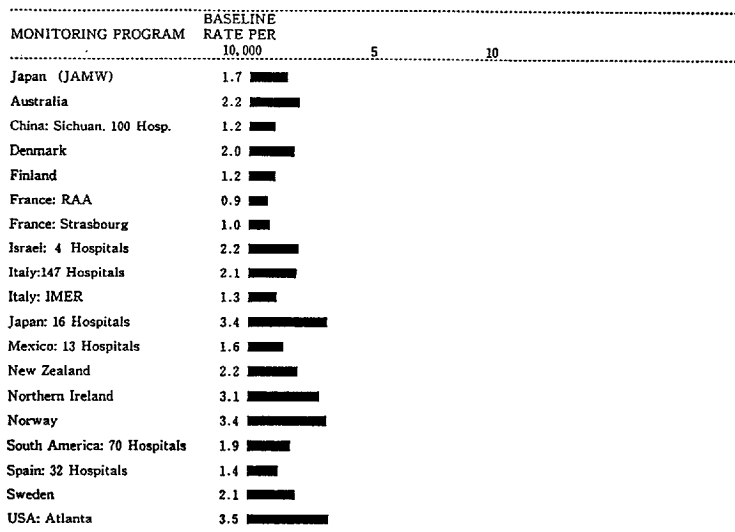 BASELINE
MONITORING PROGRAM RATE PER
10,000 5 10
Japan (JAMW) 1.7
Australia 2.2
China: Sichuan. 100 Hosp. 1.2
Denmark 2.0
Finland 1.2
France: RAA 0.9
France: Strasbourg 1.0
Israel: 4 Hospitals 2.2
Italy:147 Hospitals 2.1
Italy: IMER 1.3
Japan: 16 Hospitals 3.4
Mexico: 13 Hospitals 1.6
New Zealand 2.2
Northern Ireland 3.1
Norway 3.4
South America: 70 Hospitals 1.9
Spain: 32 Hospitals 1.4
Sweden 2.1
USA: Atlanta 3.5